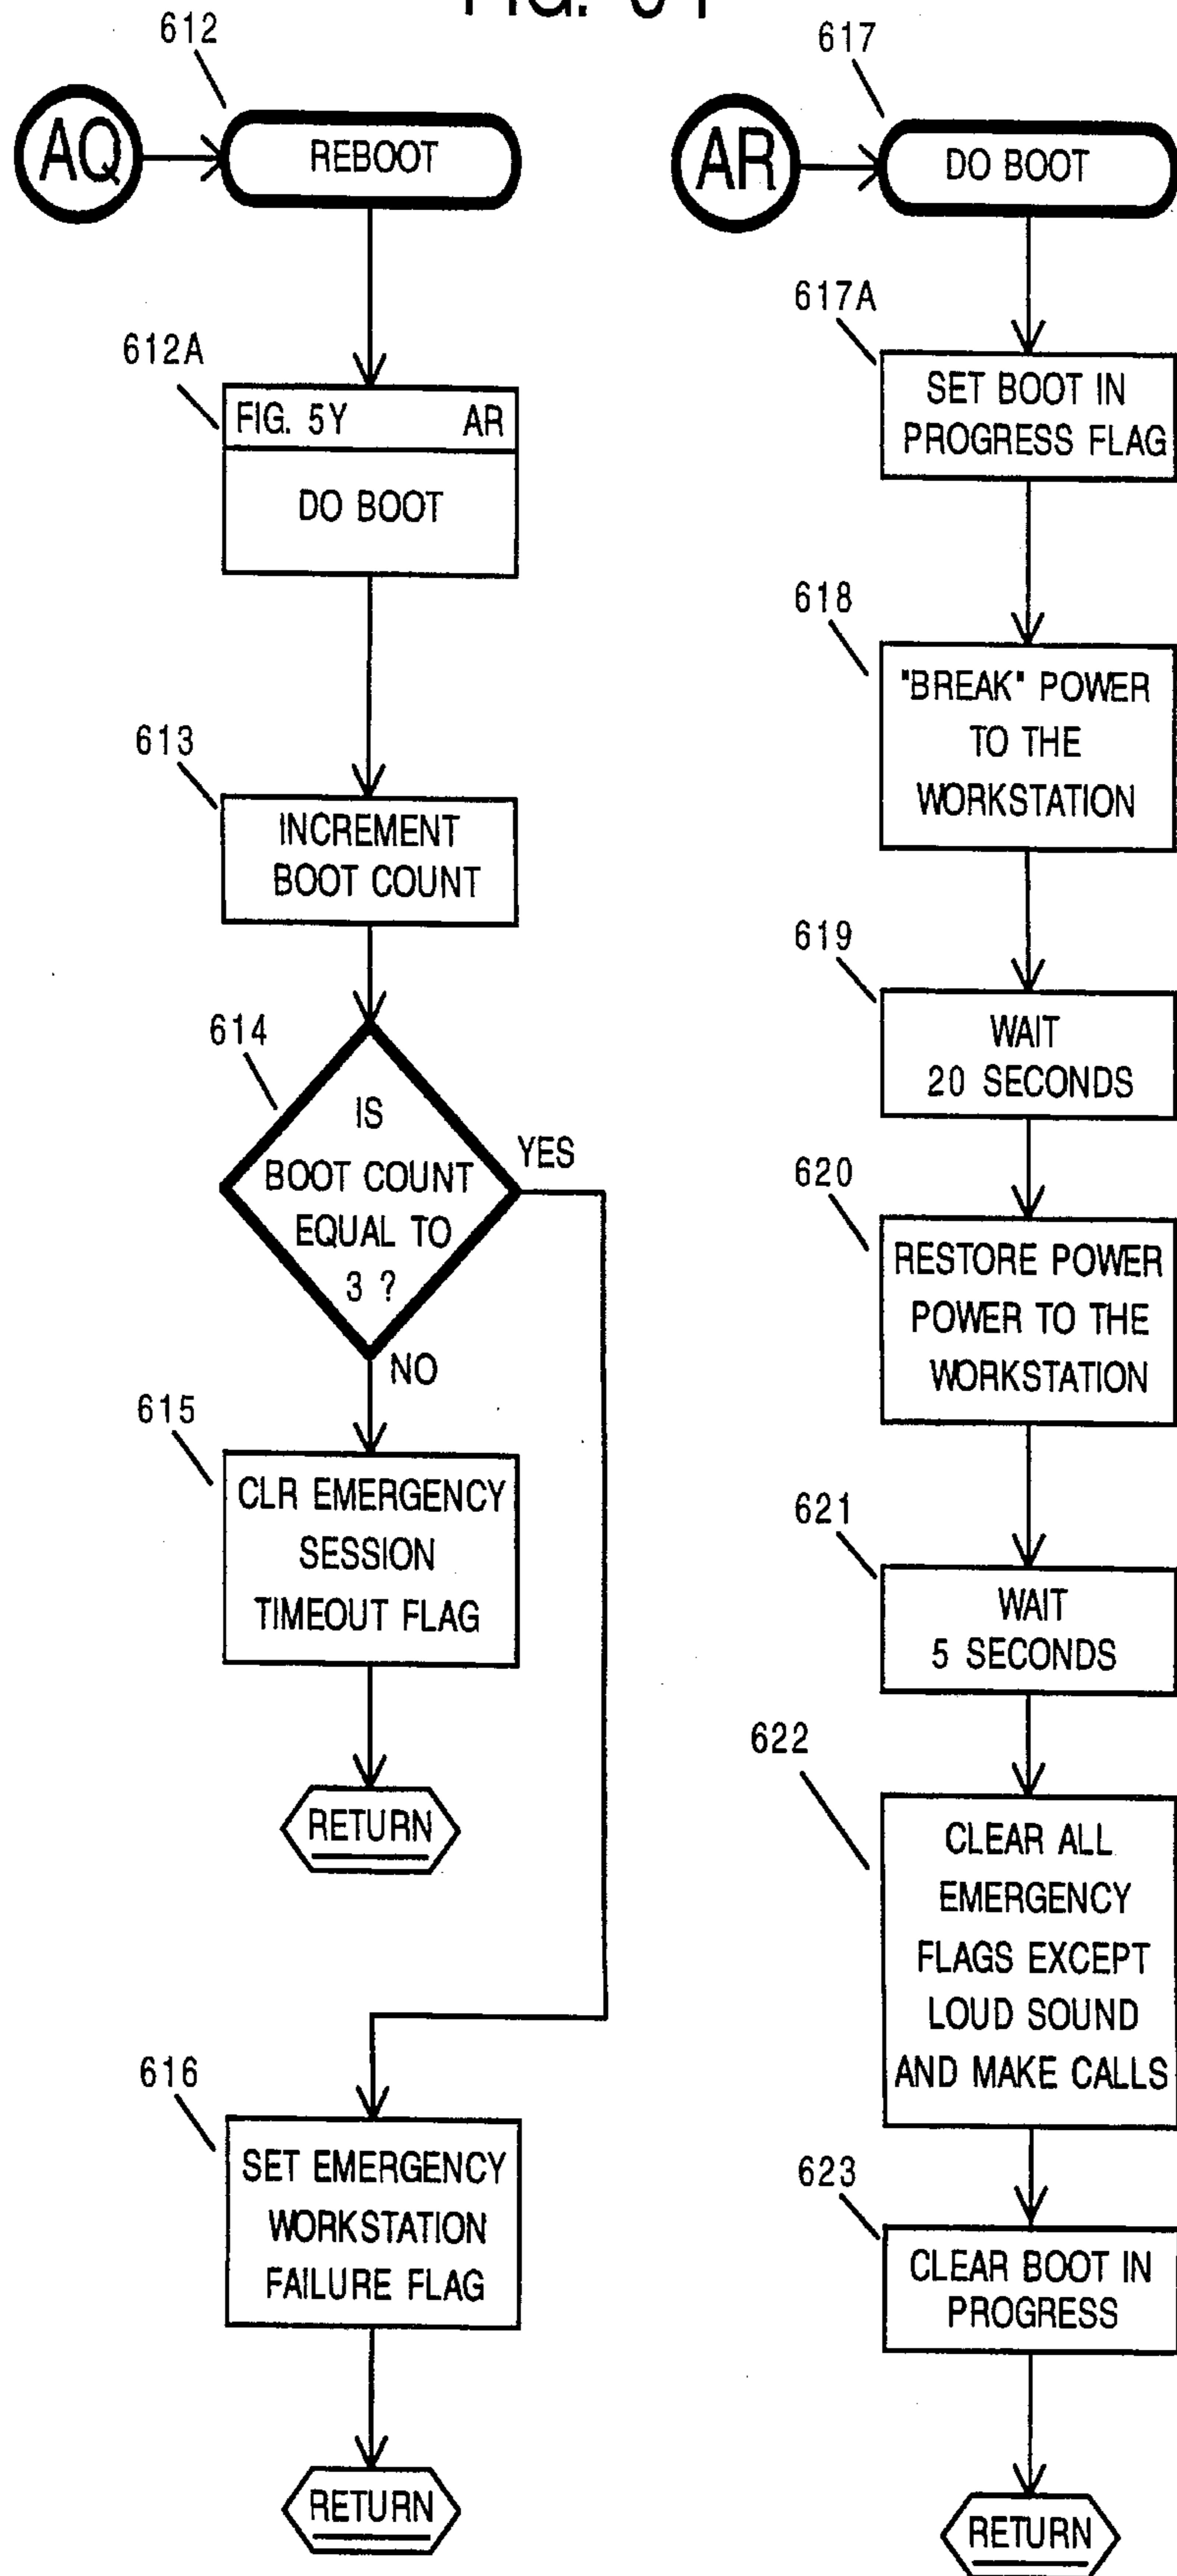 612
AQ
REBOOT
612A
FIG. 5Y AR
DO BOOT
613
INCREMENT
BOOT COUNT
614
IS
BOOT COUNT
EQUAL TO
3 ?
YES
NO
615
CLR EMERGENCY
SESSION
TIMEOUT FLAG
RETURN
616
SET EMERGENCY
WORKSTATION
FAILURE FLAG
RETURN
617
AR
DO BOOT
617A
SET BOOT IN
PROGRESS FLAG
618
"BREAK" POWER
TO THE
WORKSTATION
619
WAIT
20 SECONDS
620
RESTORE POWER
POWER TO THE
WORKSTATION
621
WAIT
5 SECONDS
622
CLEAR ALL
EMERGENCY
FLAGS EXCEPT
LOUD SOUND
AND MAKE CALLS
623
CLEAR BOOT IN
PROGRESS
RETURN